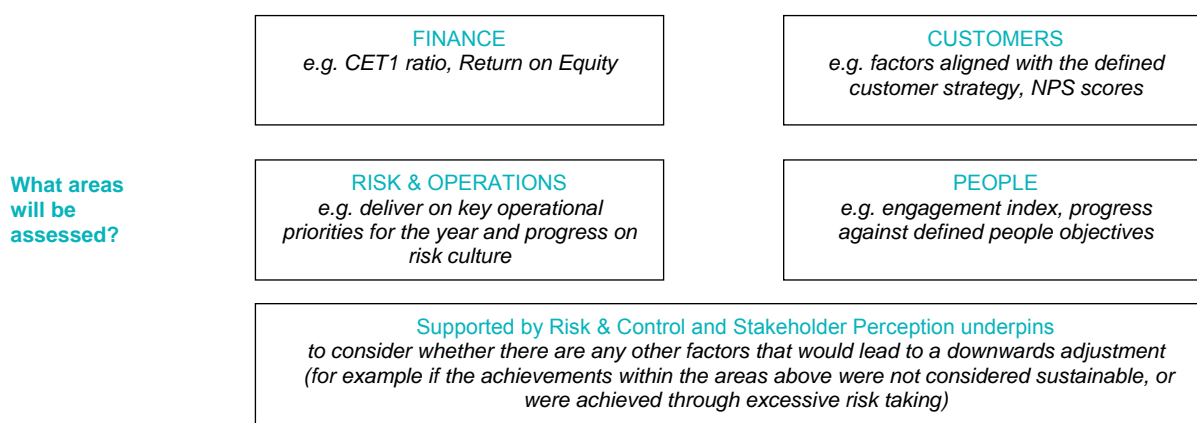 FINANCE
e.g. CET1 ratio, Return on Equity
CUSTOMERS
e.g. factors aligned with the defined
customer strategy, NPS scores
What areas
will be
assessed?
RISK & OPERATIONS
e.g. deliver on key operational
priorities for the year and progress on
risk culture
PEOPLE
e.g. engagement index, progress
against defined people objectives
Supported by Risk & Control and Stakeholder Perception underpins
to consider whether there are any other factors that would lead to a downwards adjustment
(for example if the achievements within the areas above were not considered sustainable, or
were achieved through excessive risk taking)